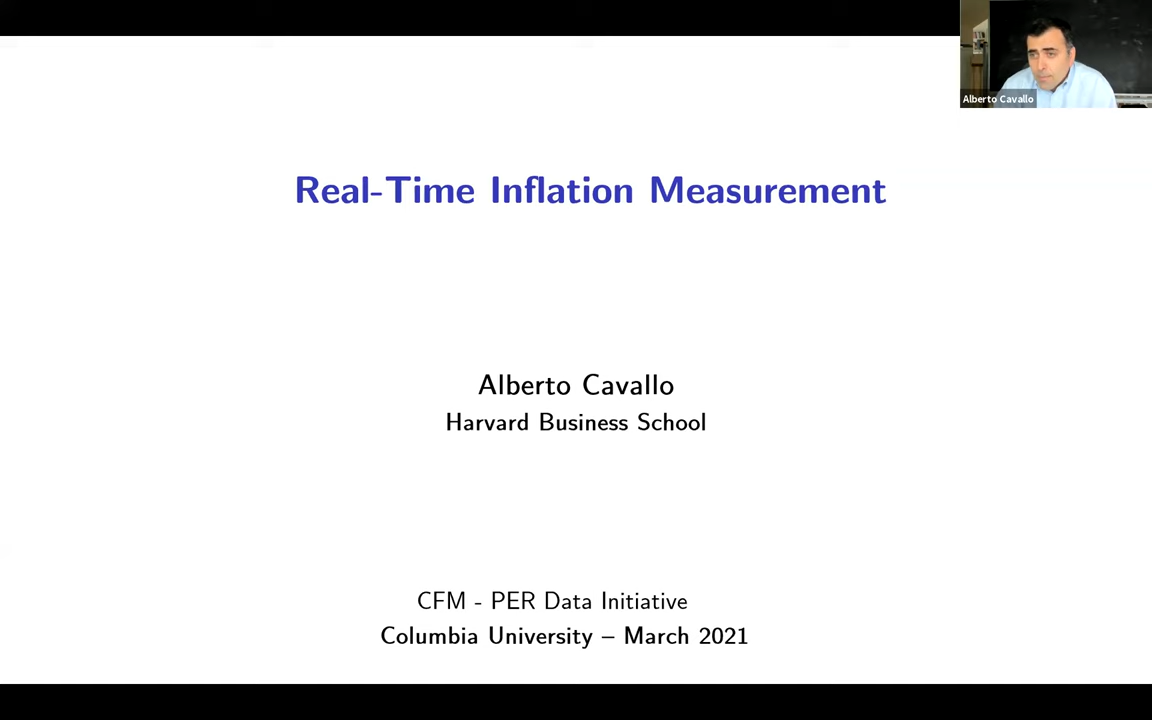 Alberto Cavallo
Real-Time Inflation Measurement
Alberto Cavallo
Harvard Business School
CFM - PER Data Initiative
Columbia University – March 2021